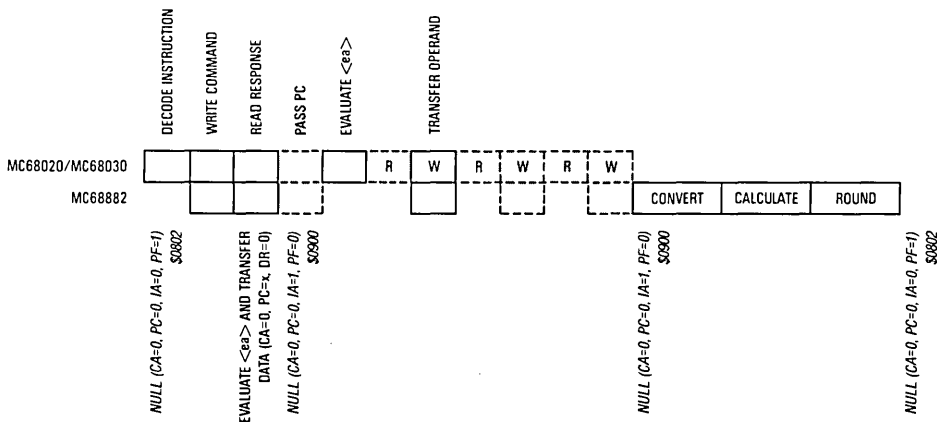 DECODE INSTRUCTION
WRITE COMMAND
READ RESPONSE
PASS PC
EVALUATE <ea>
TRANSFER OPERAND
MC68020/MC68030
R
W
R
W
R
W
MC68882
CONVERT
CALCULATE
ROUND
NULL (CA=0, PC=0, IA=0, PF=1)
$0802
EVALUATE <ea> AND TRANSFER
DATA (CA=0, PC=x, DR=0)
NULL (CA=0, PC=0, IA=1, PF=0)
$0900
NULL (CA=0, PC=0, IA=1, PF=0)
$0900
NULL (CA=0, PC=0, IA=0, PF=1)
$0802